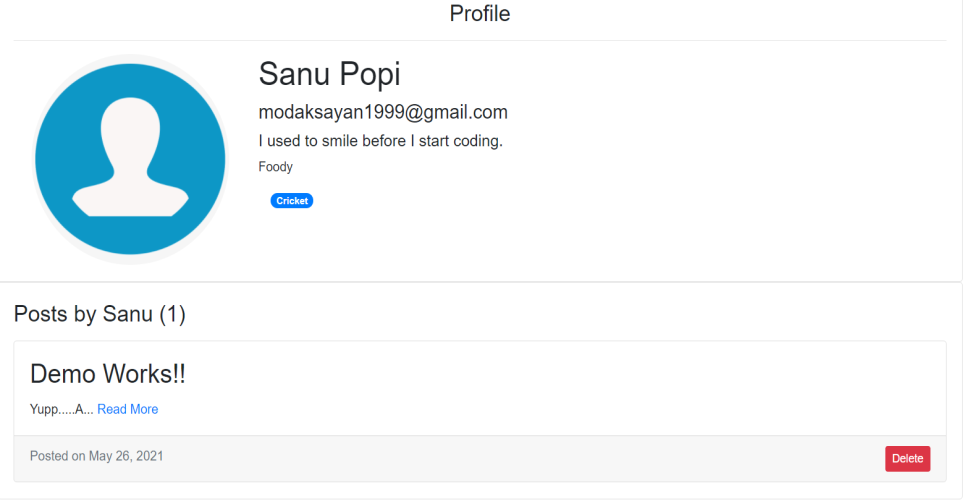 Profile
Sanu Popi
modaksayan1999@gmail.com
I used to smile before I start coding.
Foody
Cricket
Posts by Sanu (1)
Demo Works!!
Yupp.....A... Read More
Posted on May 26, 2021
Delete